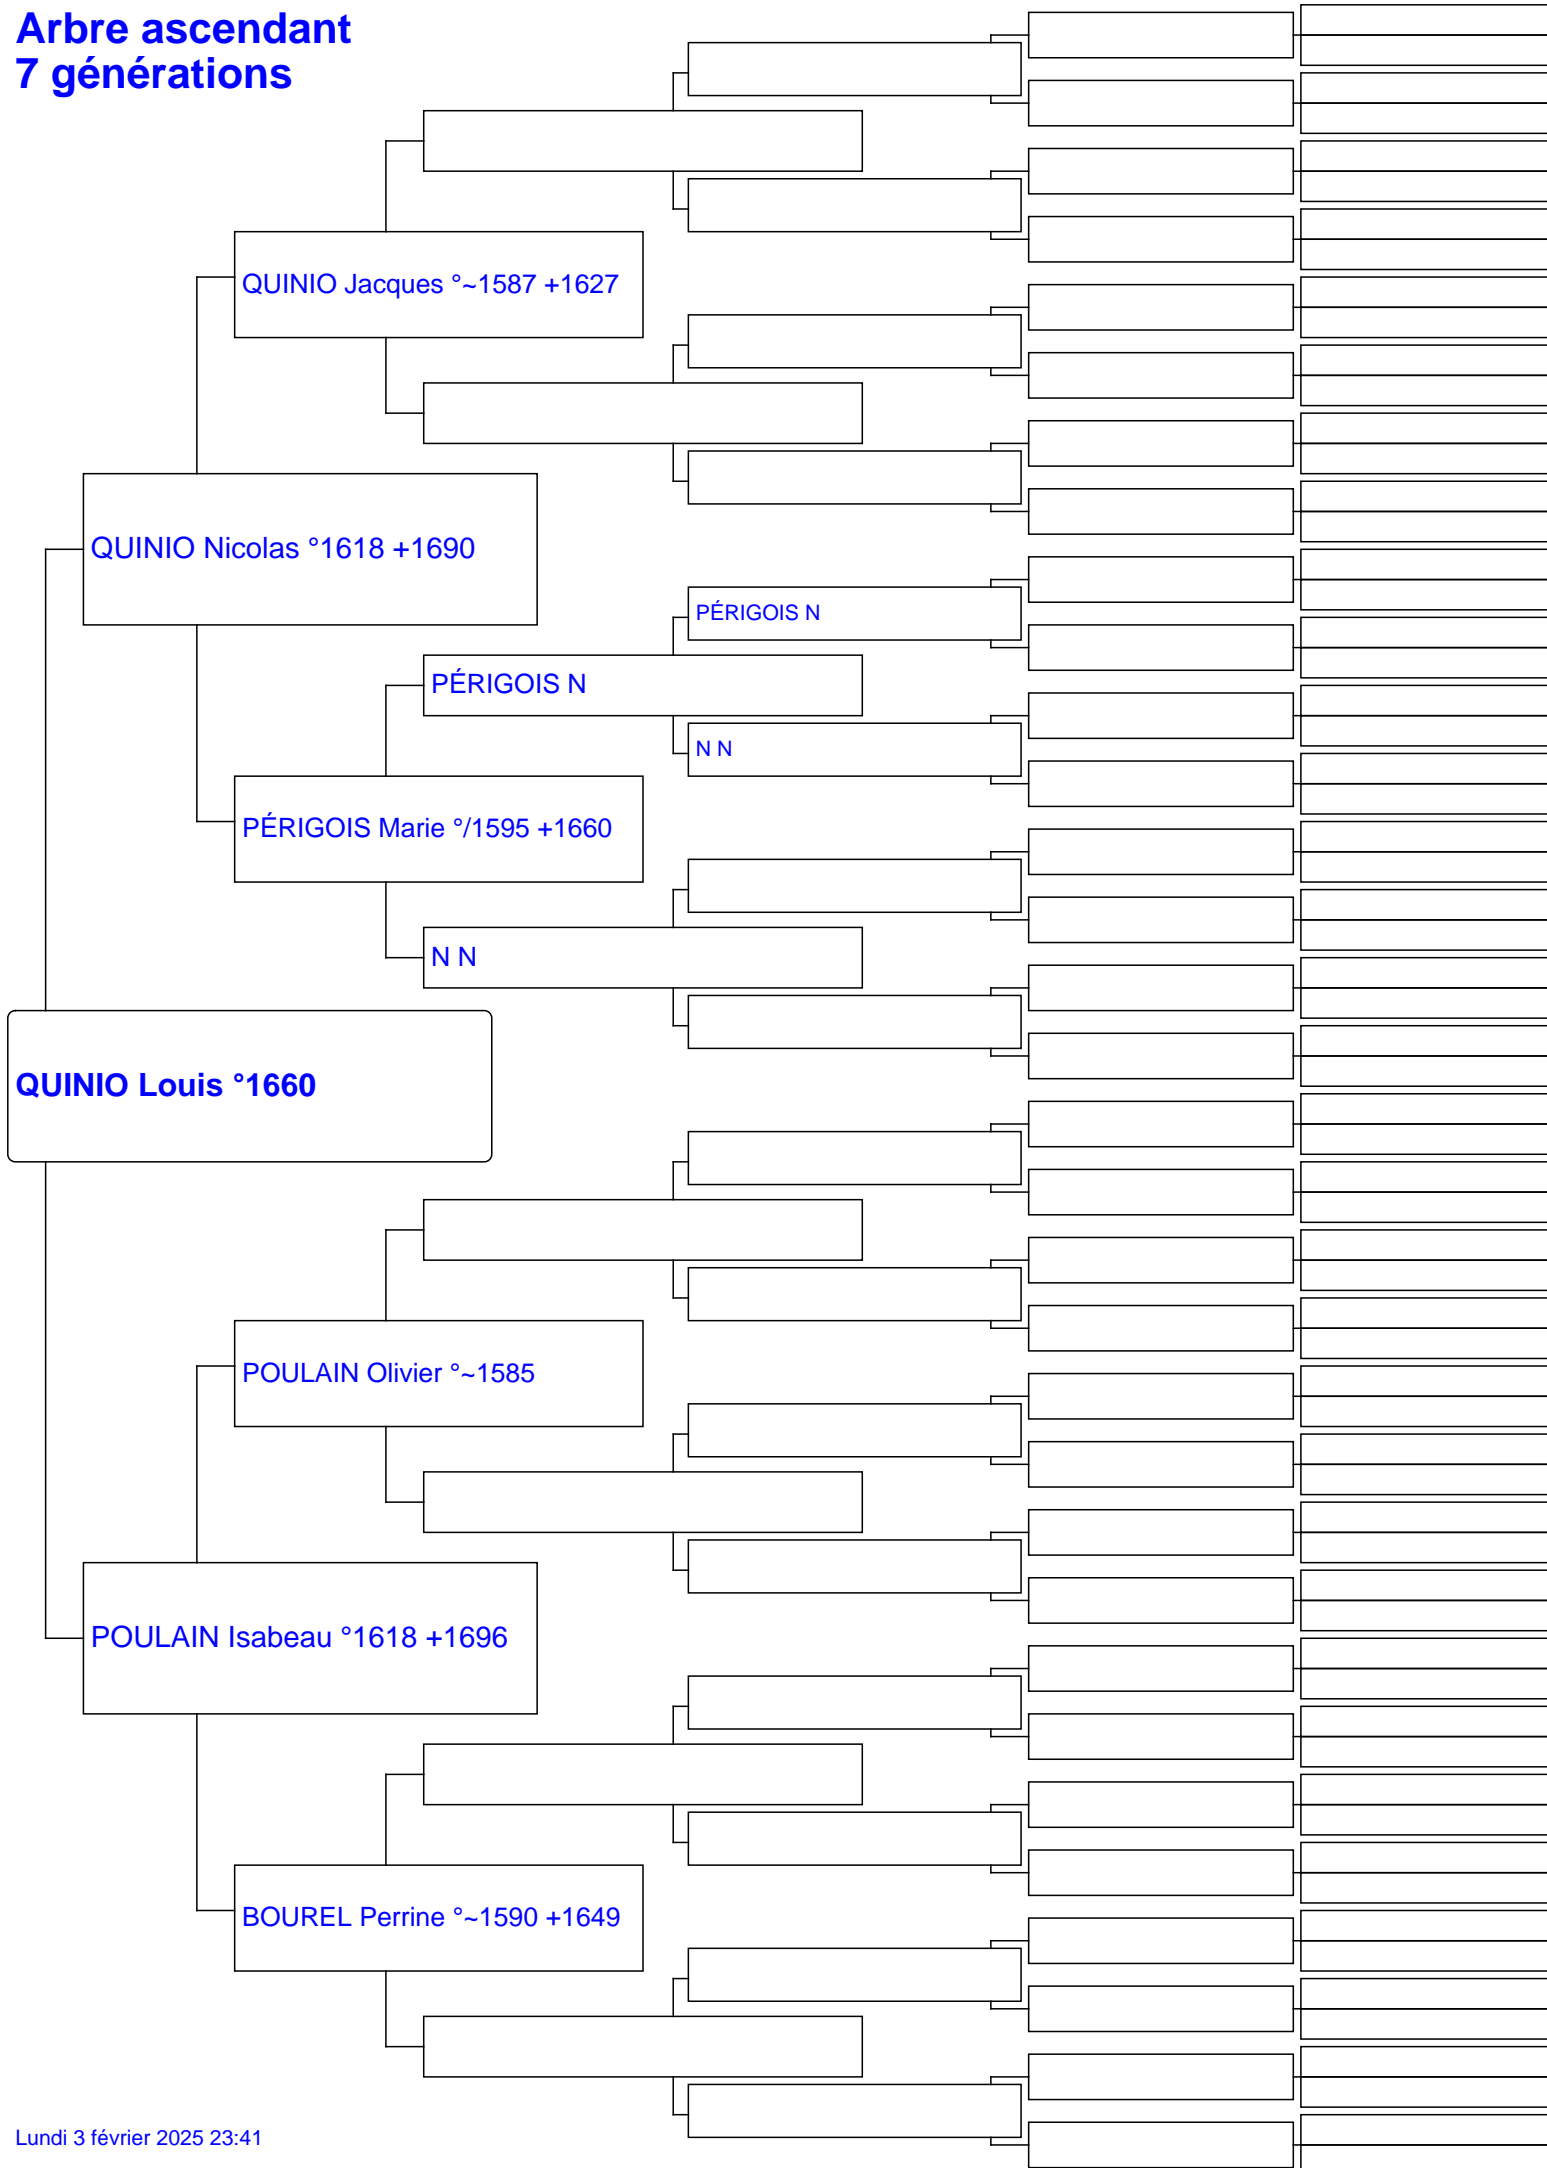 Arbre ascendant
7 générations
QUINIO Jacques °~1587 +1627
QUINIO Nicolas °1618 +1690
PÉRIGOIS N
PÉRIGOIS N
N N
PÉRIGOIS Marie °/1595 +1660
N N
QUINIO Louis °1660
POULAIN Olivier °~1585
POULAIN Isabeau °1618 +1696
BOUREL Perrine °~1590 +1649
Lundi 3 février 2025 23:41